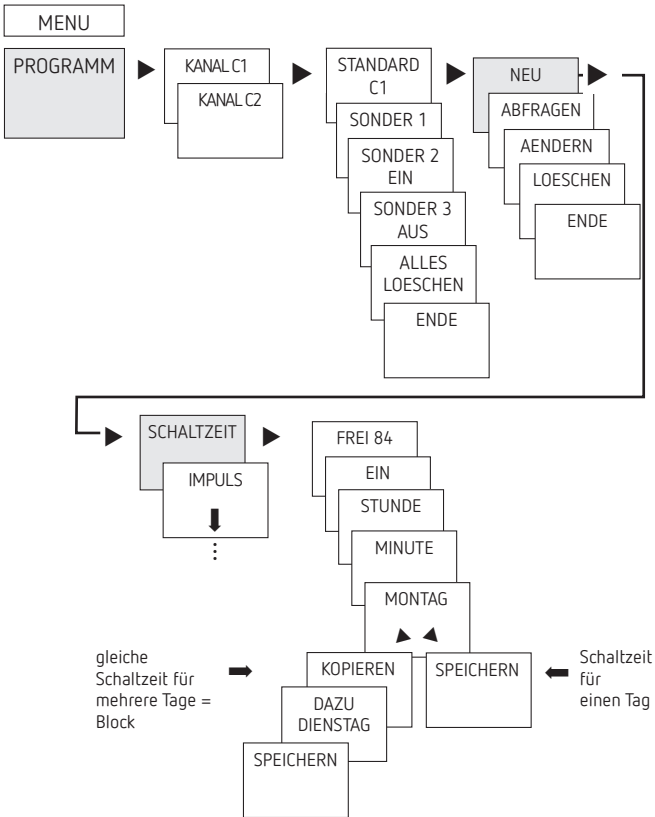 MENU
PROGRAMM
KANAL C1
KANAL C2
STANDARD
C1
SONDER 1
SONDER 2
EIN
SONDER 3
AUS
ALLES
LOESCHEN
ENDE
NEU
ABFRAGEN
AENDERN
LOESCHEN
ENDE
SCHALTZEIT
IMPULS
FREI 84
EIN
STUNDE
MINUTE
MONTAG
gleiche
Schaltzeit für
mehrere Tage =
Block
KOPIEREN
DAZU
DIENSTAG
SPEICHERN
SPEICHERN
Schaltzeit
für
einen Tag